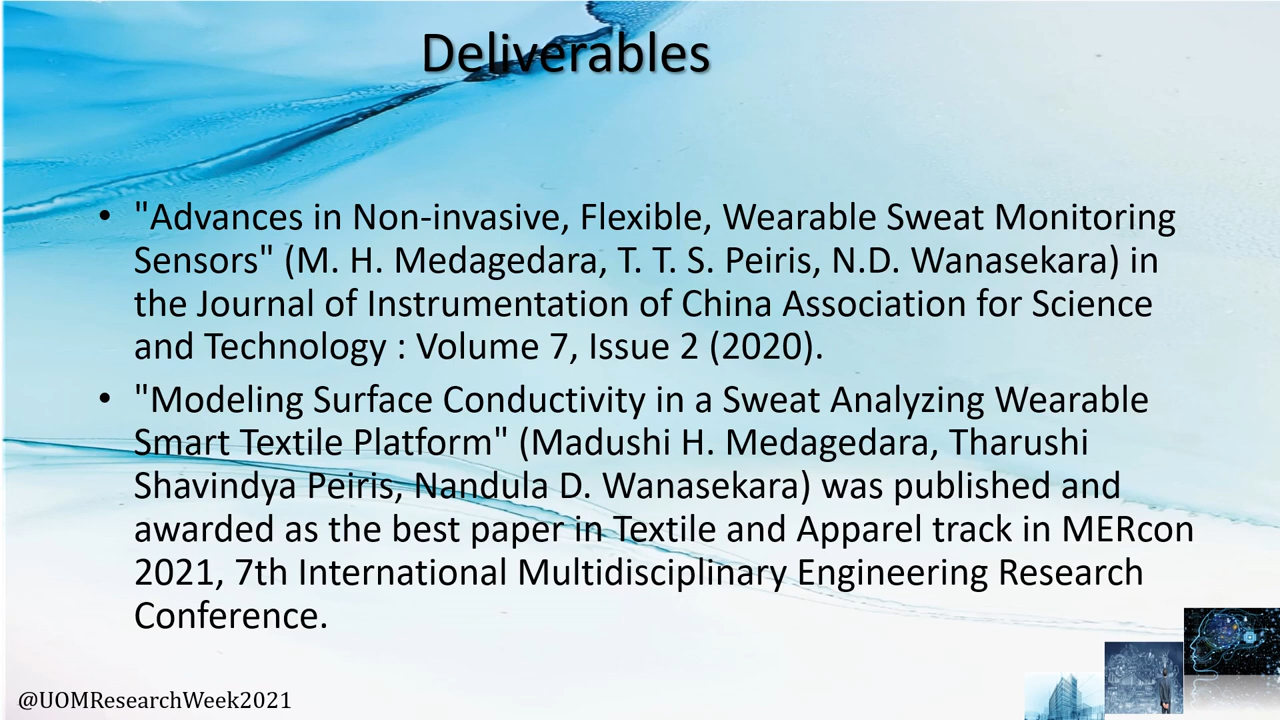 Deliverables
• "Advances in Non-invasive, Flexible, Wearable Sweat Monitoring
Sensors" (M. H. Medagedara, T. T. S. Peiris, N.D. Wanasekara) in
the Journal of Instrumentation of China Association for Science
and Technology : Volume 7, Issue 2 (2020).
• "Modeling Surface Conductivity in a Sweat Analyzing Wearable
Smart Textile Platform" (Madushi H. Medagedara, Tharushi
Shavindya Peiris, Nandula D. Wanasekara) was published and
awarded as the best paper in Textile and Apparel track in MERcon
2021, 7th International Multidisciplinary Engineering Research
Conference.
@UOMResearchWeek2021